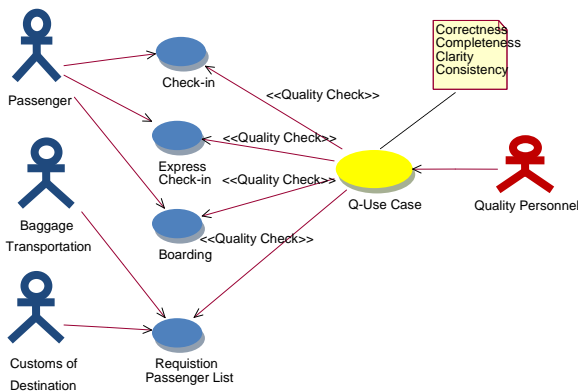 Correctness
Completeness
Clarity
Consistency
Check-in
<<Quality Check>>
Passenger
<<Quality Check>>
Express
Check-in
<<Quality Check>>
Q-Use Case
Quality Personnel
Baggage
Transportation
<<Quality Check>>
Boarding
Customs of
Destination
Requistion
Passenger List